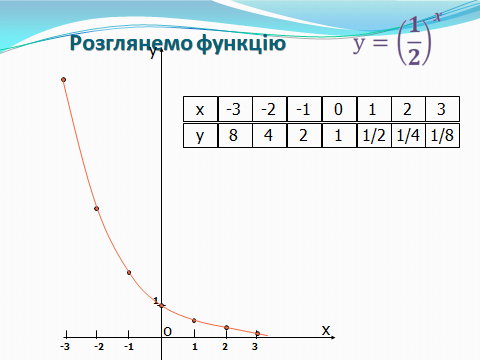 Розглянемо функцію y = (1/2)^x
y
x -3 -2 -1 0 1 2 3
y 8 4 2 1 1/2 1/4 1/8
1
O x
-3 -2 -1 1 2 3